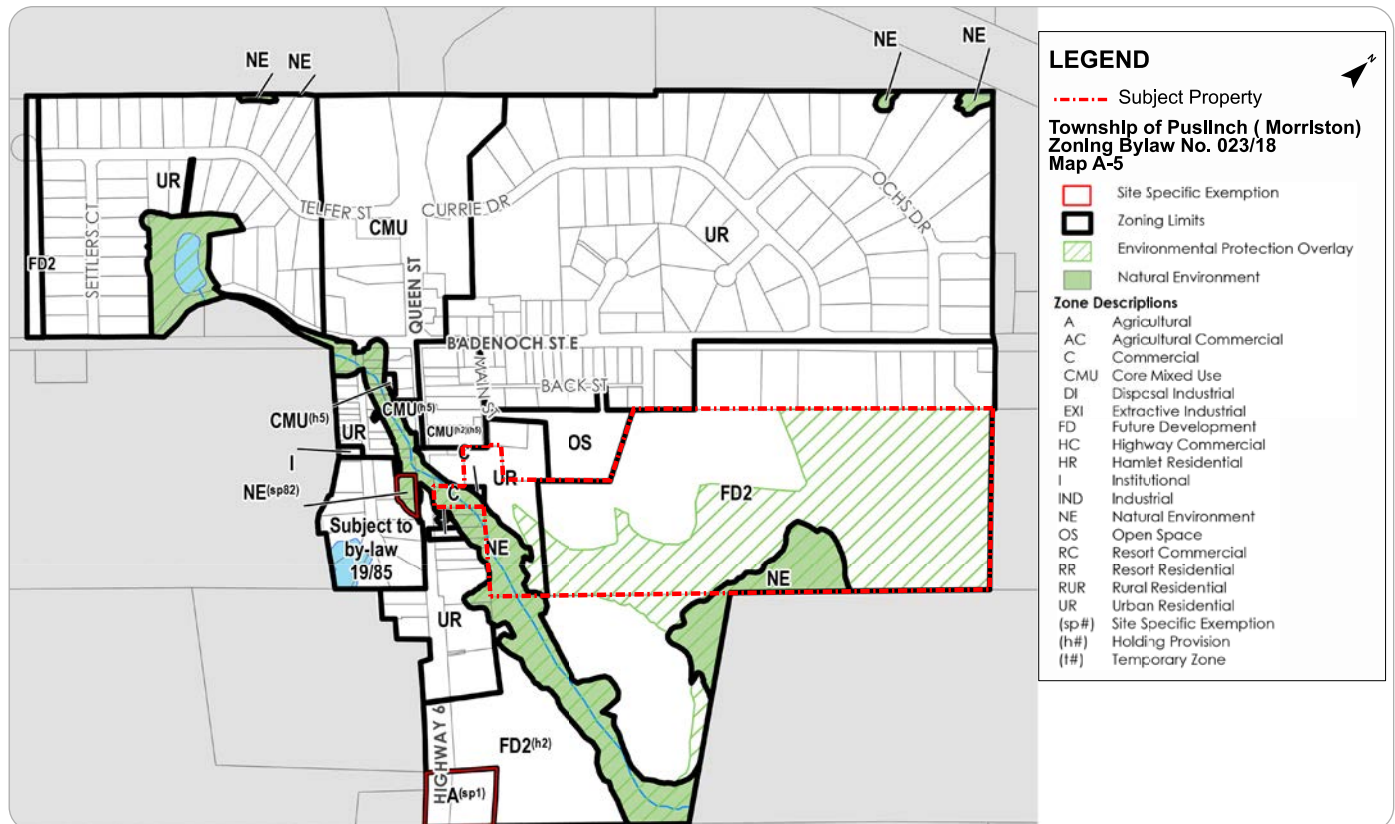 NE NE
NE NE
UR
TELFER ST
CURRIE DR
OCHS DR
CMU
UR
SETTLERS CT
FD2
QUEEN ST
BADENOCH ST E
MAIN ST
BACK ST
CMU(h5)
CMU(h5)
UR
CMU(h2)(h5)
OS
I
C
UR
NE(sp82)
C
FD2
Subject to
by-law
19/85
NE
NE
UR
HIGHWAY 6
FD2(h2)
A(sp1)
LEGEND
N
Subject Property
Township of Puslinch ( Morriston)
Zoning Bylaw No. 023/18
Map A-5
Site Specific Exemption
Zoning Limits
Environmental Protection Overlay
Natural Environment
Zone Descriptions
A Agricultural
AC Agricultural Commercial
C Commercial
CMU Core Mixed Use
DI Disposal Industrial
EXI Extractive Industrial
FD Future Development
HC Highway Commercial
HR Hamlet Residential
I Institutional
IND Industrial
NE Natural Environment
OS Open Space
RC Resort Commercial
RR Resort Residential
RUR Rural Residential
UR Urban Residential
(sp#) Site Specific Exemption
(h#) Holding Provision
(t#) Temporary Zone